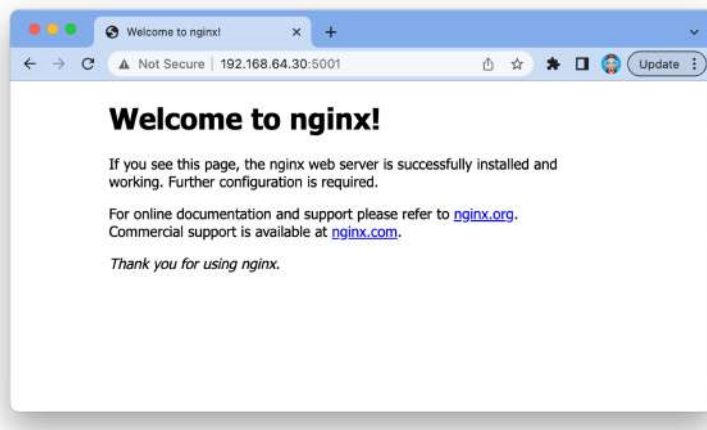 Welcome to nginx!
Not Secure | 192.168.64.30:5001
Update
Welcome to nginx!
If you see this page, the nginx web server is successfully installed and
working. Further configuration is required.
For online documentation and support please refer to nginx.org.
Commercial support is available at nginx.com.
Thank you for using nginx.